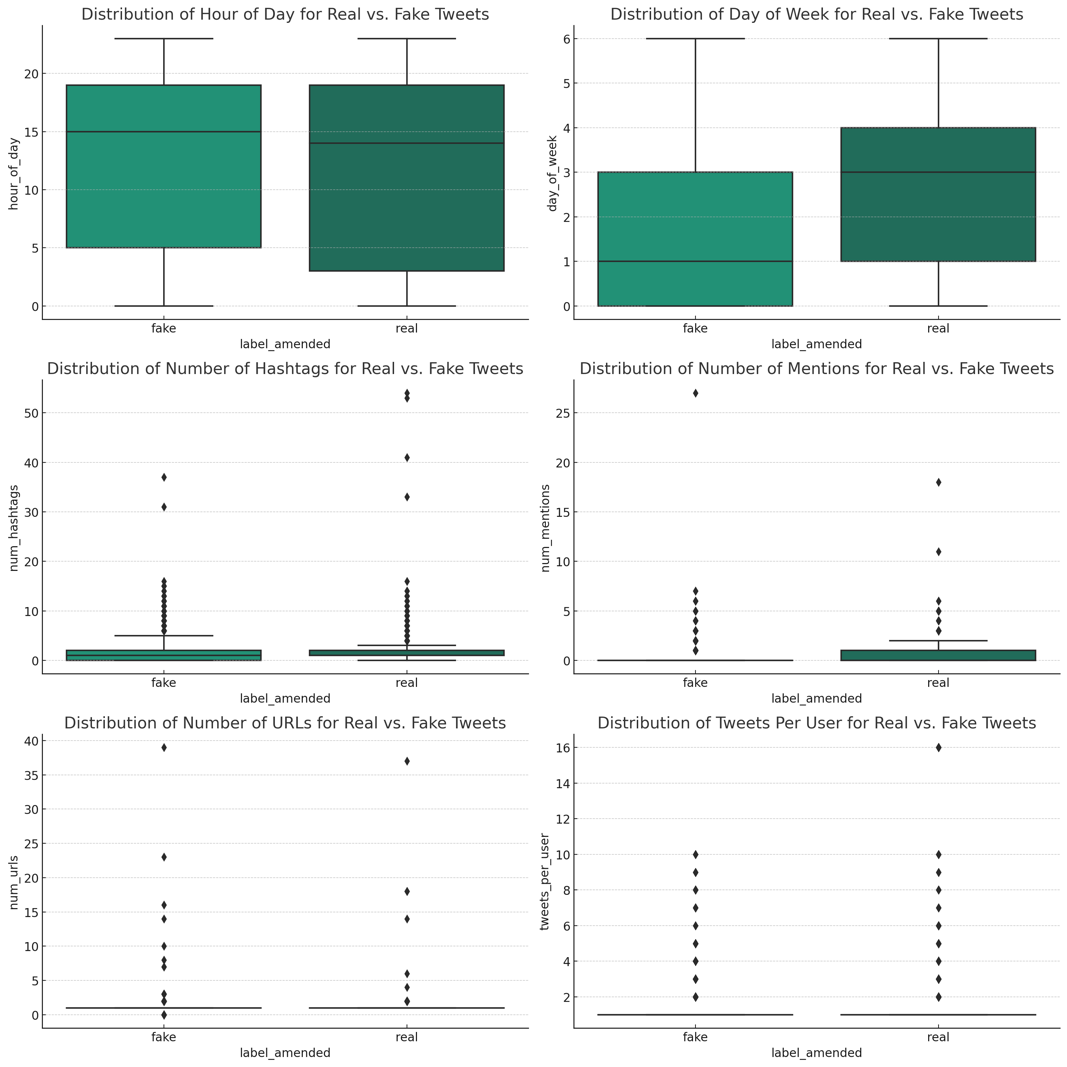 Distribution of Hour of Day for Real vs. Fake Tweets
hour_of_day
20
15
10
5
0
fake
real
label_amended
Distribution of Day of Week for Real vs. Fake Tweets
day_of_week
6
5
4
3
2
1
0
fake
real
label_amended
Distribution of Number of Hashtags for Real vs. Fake Tweets
num_hashtags
50
40
30
20
10
0
fake
real
label_amended
Distribution of Number of Mentions for Real vs. Fake Tweets
num_mentions
25
20
15
10
5
0
fake
real
label_amended
Distribution of Number of URLs for Real vs. Fake Tweets
num_urls
40
35
30
25
20
15
10
5
0
fake
real
label_amended
Distribution of Tweets Per User for Real vs. Fake Tweets
tweets_per_user
16
14
12
10
8
6
4
2
fake
real
label_amended